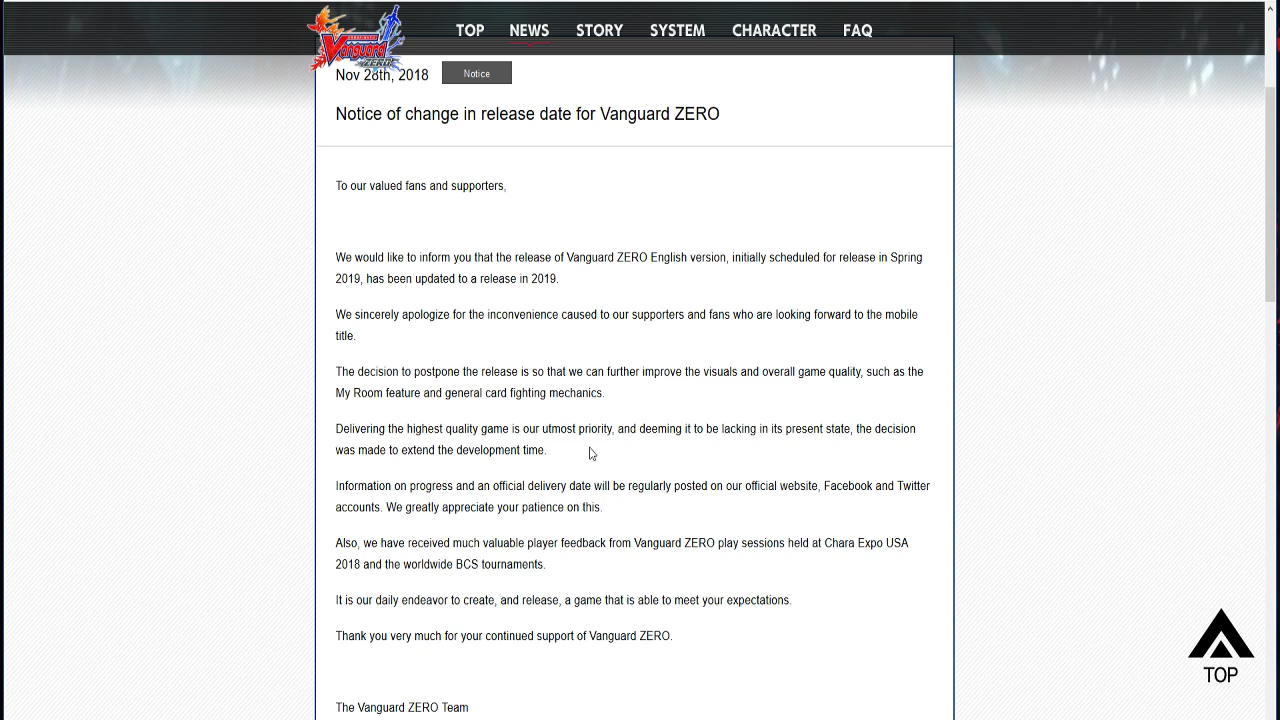 Vanguard
ZERO
TOP NEWS STORY SYSTEM CHARACTER FAQ
Nov 28th, 2018 Notice
Notice of change in release date for Vanguard ZERO
To our valued fans and supporters,
We would like to inform you that the release of Vanguard ZERO English version, initially scheduled for release in Spring
2019, has been updated to a release in 2019.
We sincerely apologize for the inconvenience caused to our supporters and fans who are looking forward to the mobile
title.
The decision to postpone the release is so that we can further improve the visuals and overall game quality, such as the
My Room feature and general card fighting mechanics.
Delivering the highest quality game is our utmost priority, and deeming it to be lacking in its present state, the decision
was made to extend the development time.
Information on progress and an official delivery date will be regularly posted on our official website, Facebook and Twitter
accounts. We greatly appreciate your patience on this.
Also, we have received much valuable player feedback from Vanguard ZERO play sessions held at Chara Expo USA
2018 and the worldwide BCS tournaments.
It is our daily endeavor to create, and release, a game that is able to meet your expectations.
Thank you very much for your continued support of Vanguard ZERO.
The Vanguard ZERO Team
TOP